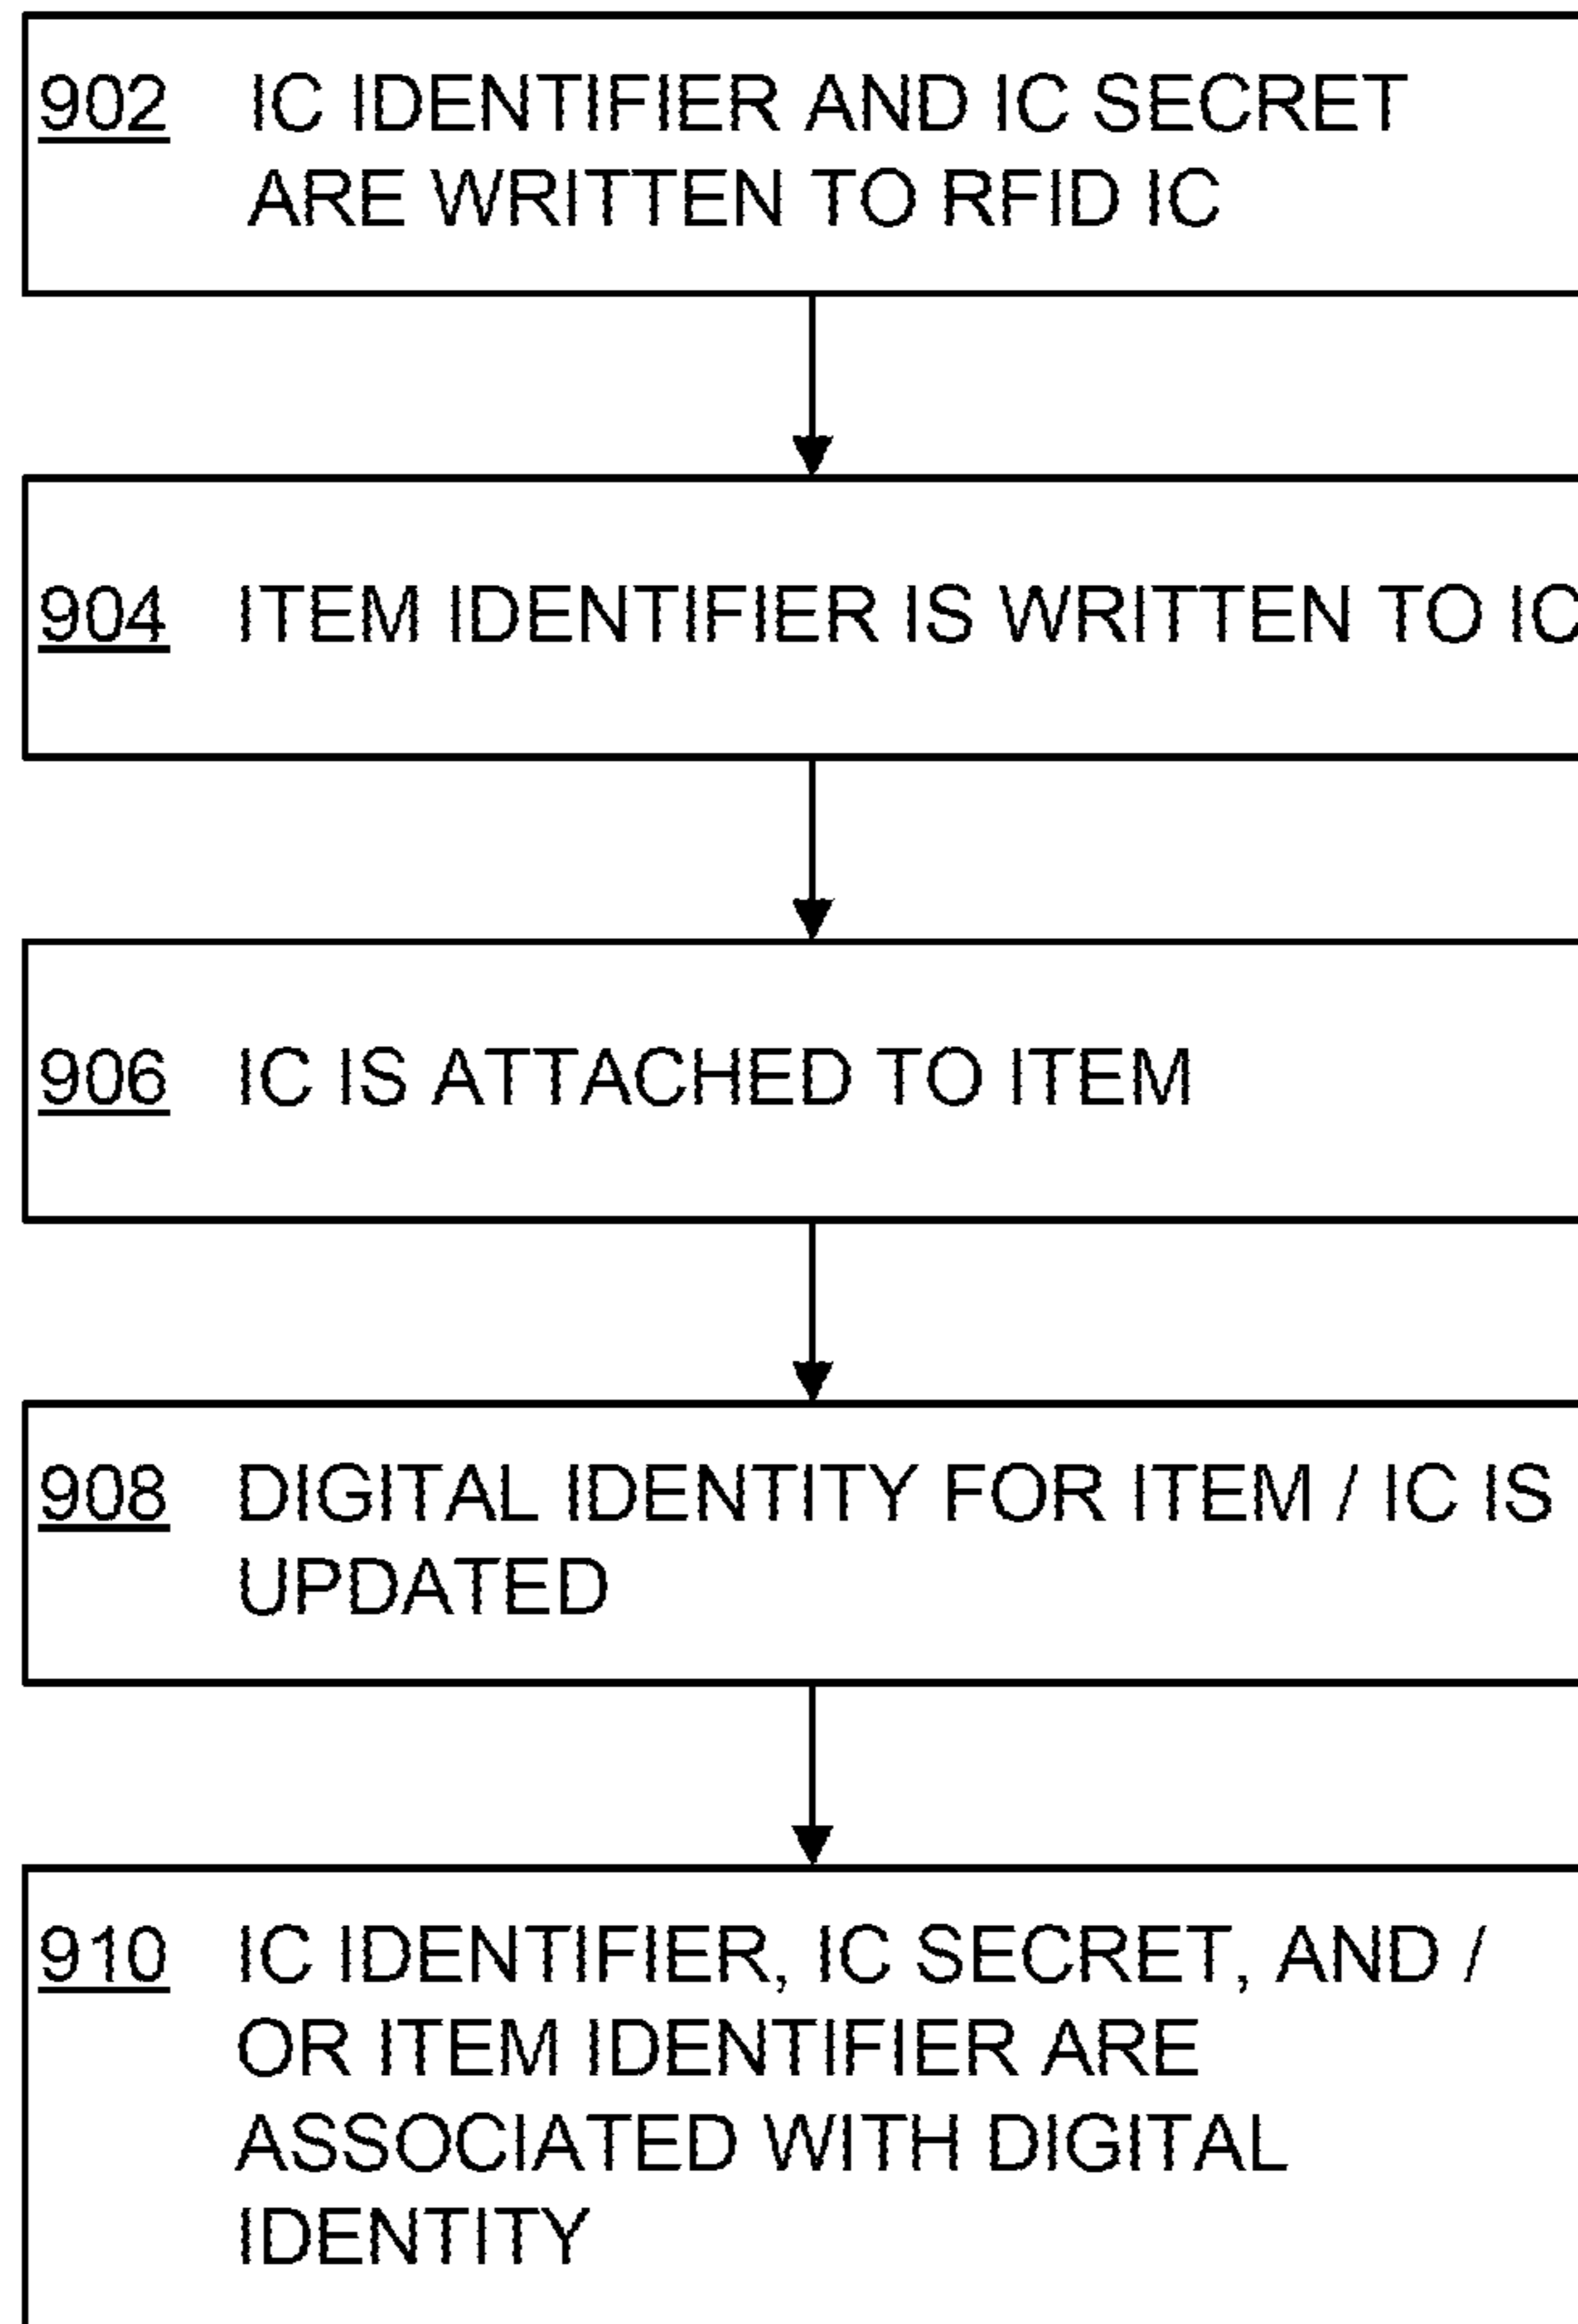 902 IC IDENTIFIER AND IC SECRET
ARE WRITTEN TO RFID IC
904 ITEM IDENTIFIER IS WRITTEN TO IC
906 IC IS ATTACHED TO ITEM
908 DIGITAL IDENTITY FOR ITEM / IC IS
UPDATED
910 IC IDENTIFIER, IC SECRET, AND /
OR ITEM IDENTIFIER ARE
ASSOCIATED WITH DIGITAL
IDENTITY